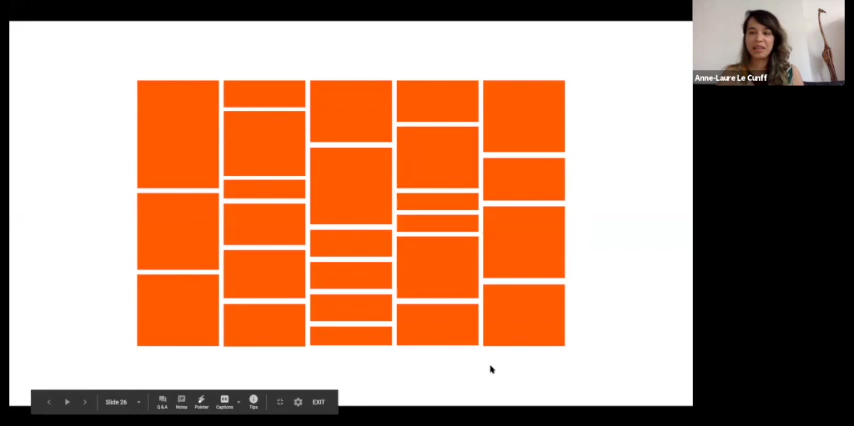 Anne-Laure Le Cunff
Slide 26
Q&A
Notes
Pointer
Captions
Tips
EXIT